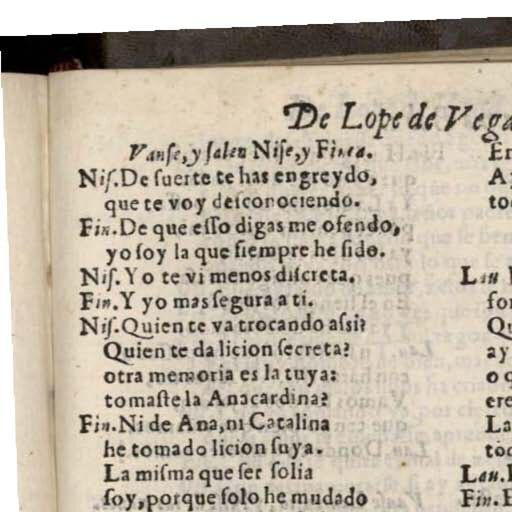 De Lope de Vega
Vanse, y salen Nise, y Finea.
Nis. De suerte te has engreydo,
que te voy desconociendo.
Fin. De que esso digas me ofendo,
yo soy la que siempre he sido.
Nis. Yo te vi menos discreta.
Fin. Y yo mas segura a ti.
Nis. Quien te va trocando assi?
Quien te da licion secreta?
otra memoria es la tuya:
tomaste la Anacardina?
Fin. Ni de Ana, ni Catalina
he tomado licion suya.
La misma que ser solia
soy, porque solo he mudado
En
A
to
Lau.
so
Qu
ay
o q
ere
La
to
Lau.
Fin.